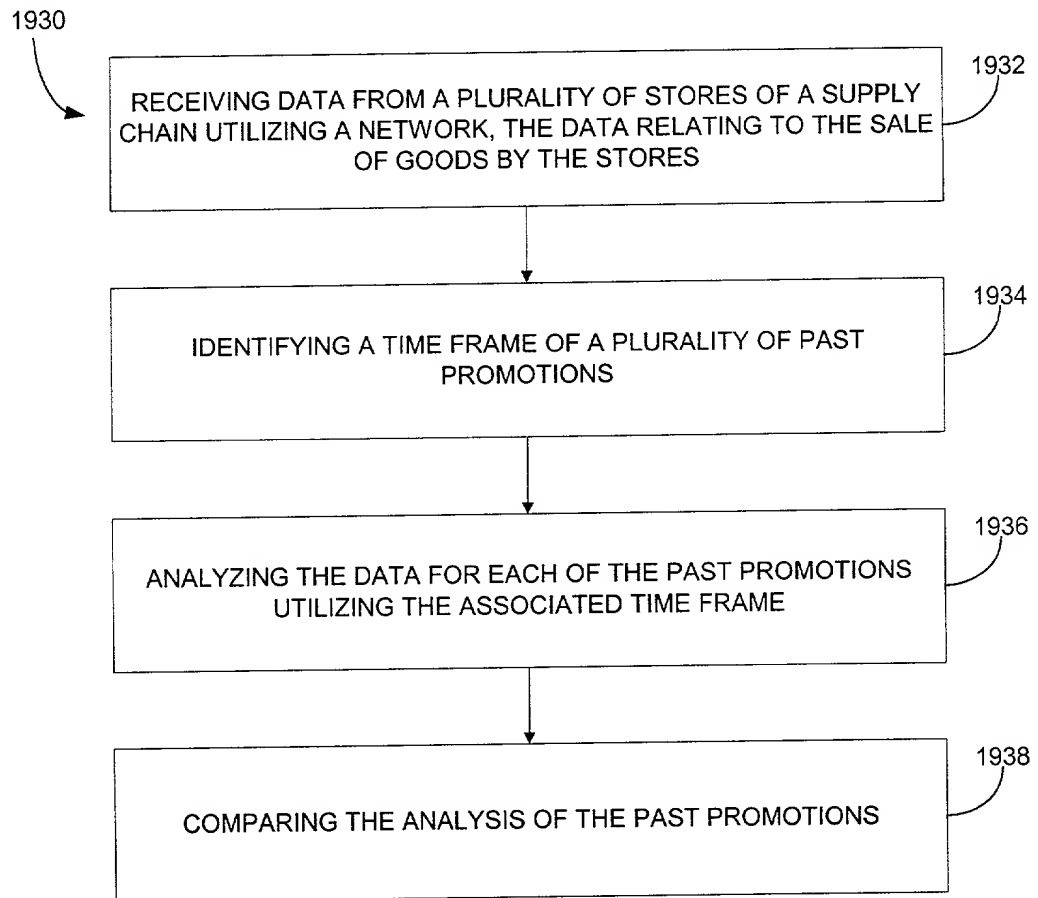 1930
1932
RECEIVING DATA FROM A PLURALITY OF STORES OF A SUPPLY
CHAIN UTILIZING A NETWORK, THE DATA RELATING TO THE SALE
OF GOODS BY THE STORES
1934
IDENTIFYING A TIME FRAME OF A PLURALITY OF PAST
PROMOTIONS
1936
ANALYZING THE DATA FOR EACH OF THE PAST PROMOTIONS
UTILIZING THE ASSOCIATED TIME FRAME
1938
COMPARING THE ANALYSIS OF THE PAST PROMOTIONS